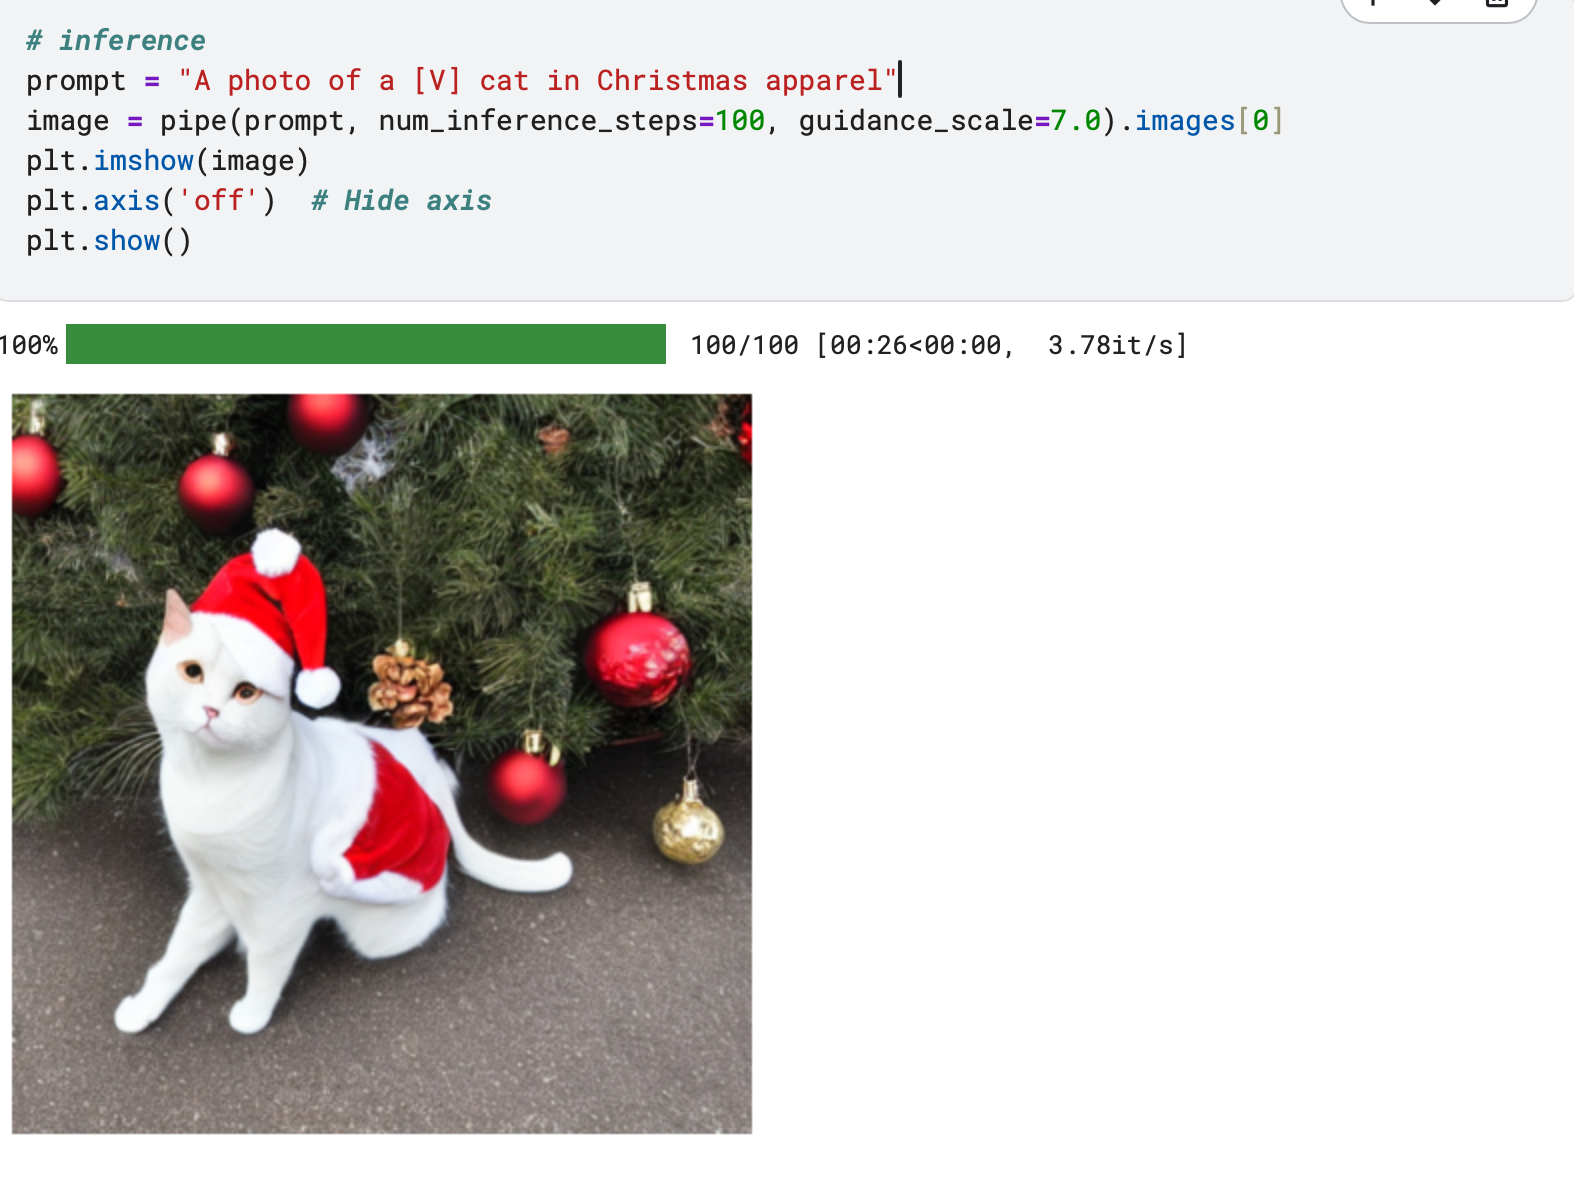 # inference
prompt = "A photo of a [V] cat in Christmas apparel"
image = pipe(prompt, num_inference_steps=100, guidance_scale=7.0).images[0]
plt.imshow(image)
plt.axis('off')  # Hide axis
plt.show()
100% 100/100 [00:26<00:00,  3.78it/s]